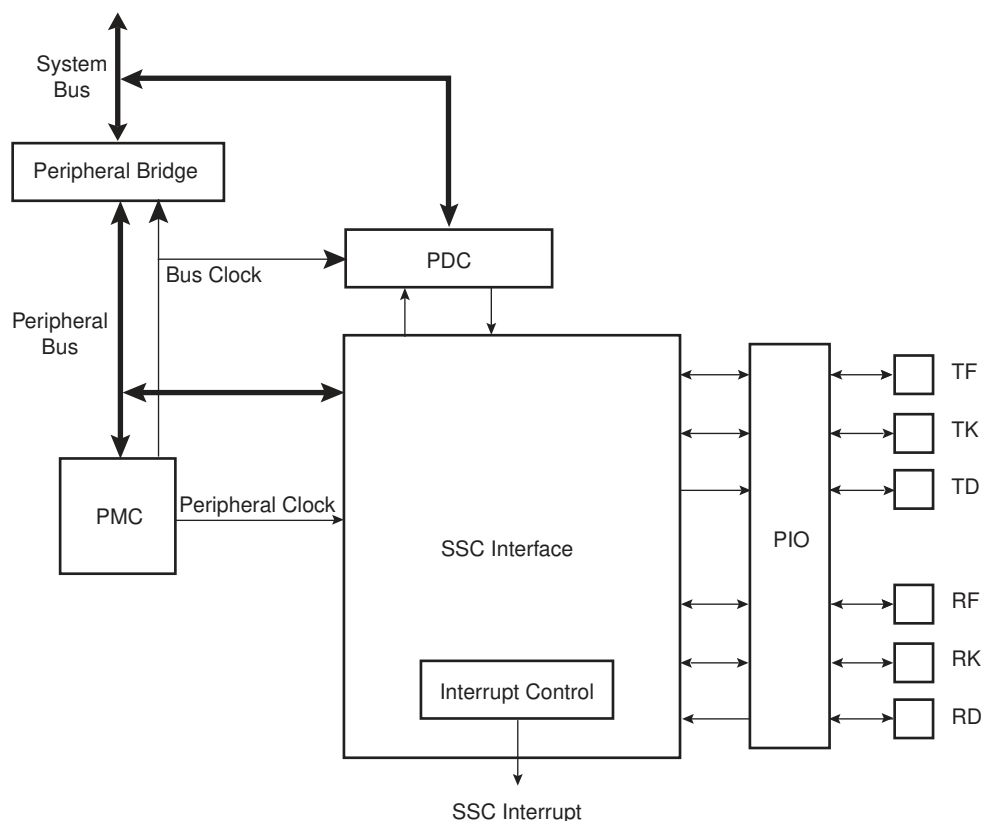 System
Bus
Peripheral Bridge
PDC
Bus Clock
Peripheral
Bus
TF
TK
TD
PMC
Peripheral Clock
SSC Interface
PIO
RF
RK
RD
Interrupt Control
SSC Interrupt